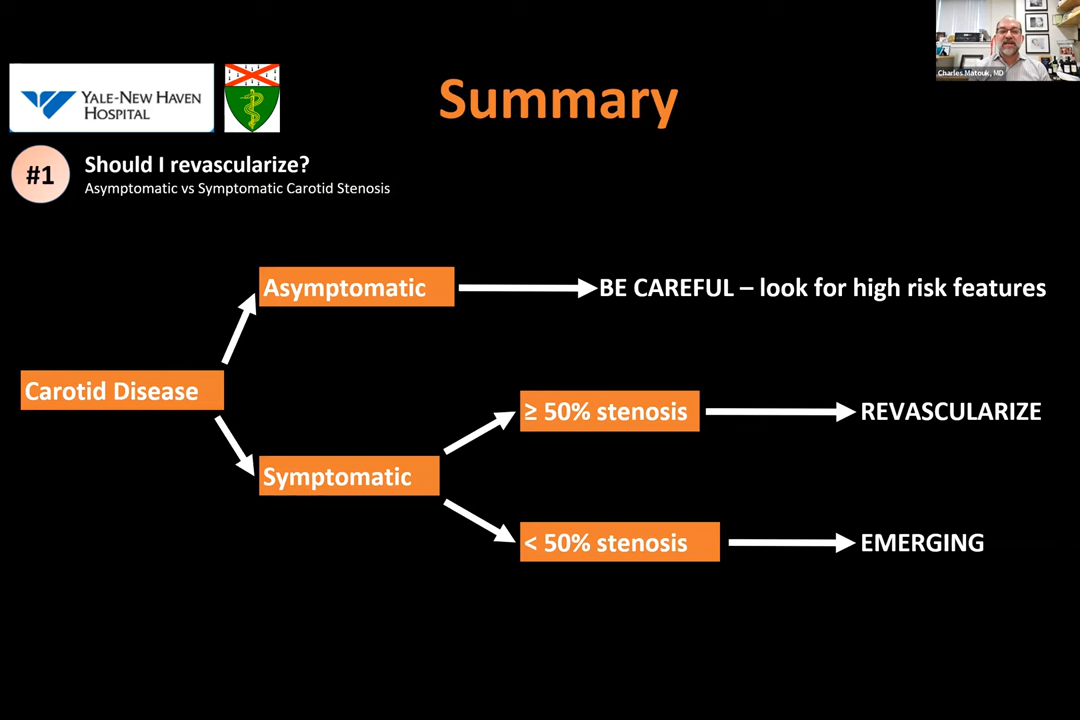 Charles Matouk, MD
YALE-NEW HAVEN
HOSPITAL
Summary
#1
Should I revascularize?
Asymptomatic vs Symptomatic Carotid Stenosis
Asymptomatic
BE CAREFUL – look for high risk features
Carotid Disease
≥ 50% stenosis
REVASCULARIZE
Symptomatic
< 50% stenosis
EMERGING